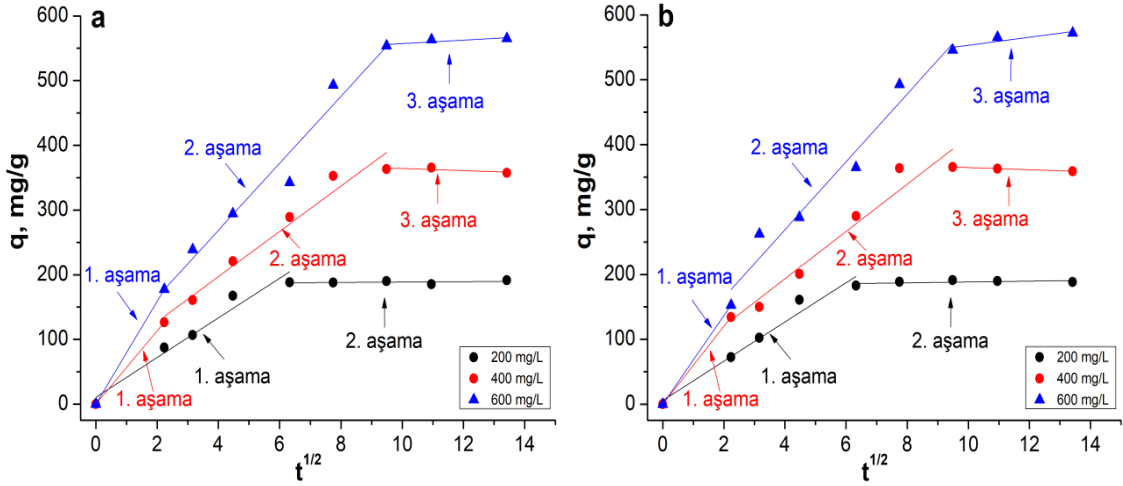 a
600
500
400
300
200
100
0
q, mg/g
0 2 4 6 8 10 12 14
t^1/2
3. aşama
2. aşama
1. aşama
3. aşama
2. aşama
1. aşama
2. aşama
1. aşama
200 mg/L
400 mg/L
600 mg/L
b
600
500
400
300
200
100
0
q, mg/g
0 2 4 6 8 10 12 14
t^1/2
3. aşama
2. aşama
1. aşama
3. aşama
2. aşama
1. aşama
2. aşama
1. aşama
200 mg/L
400 mg/L
600 mg/L